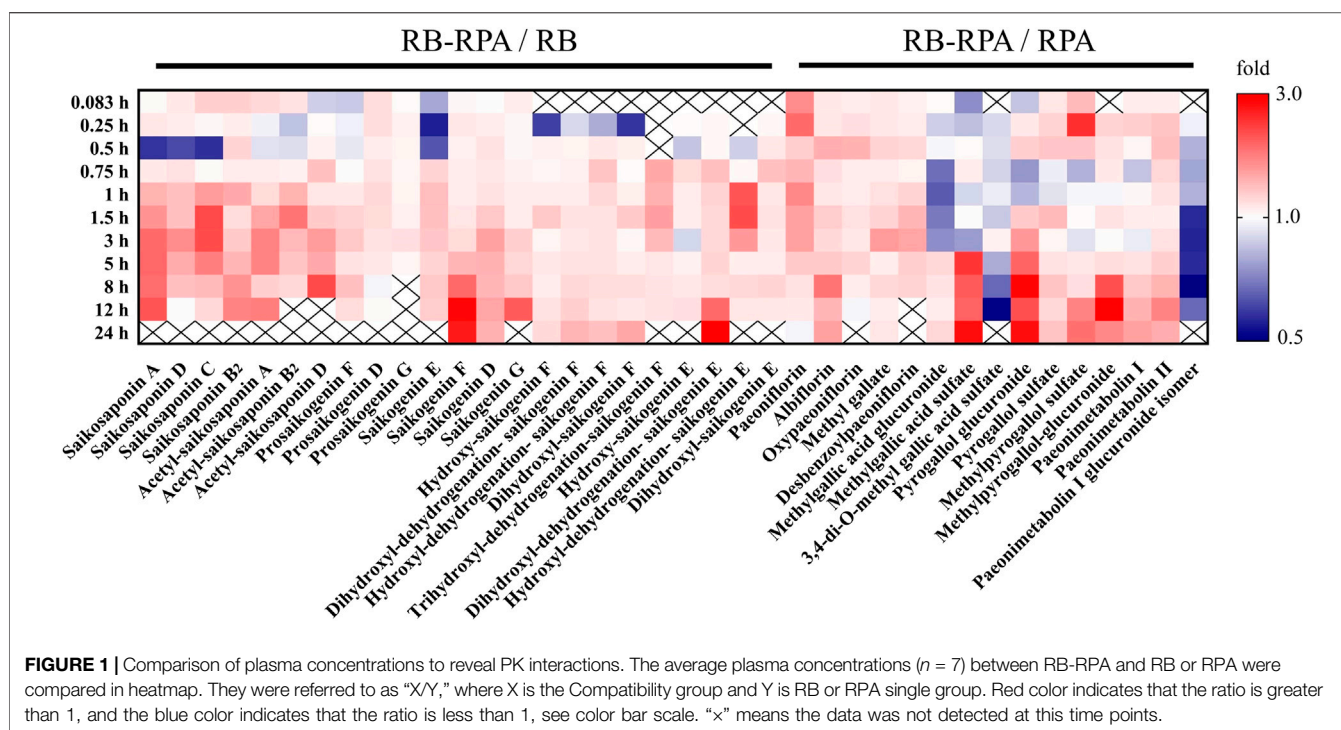 RB-RPA / RB
RB-RPA / RPA
fold
3.0
1.0
0.5
0.083 h
0.25 h
0.5 h
0.75 h
1 h
1.5 h
3 h
5 h
8 h
12 h
24 h
Saikosaponin A
Saikosaponin D
Saikosaponin C
Saikosaponin B2
Acetyl-saikosaponin A
Acetyl-saikosaponin B2
Acetyl-saikosaponin D
Prosaikogenin F
Prosaikogenin D
Prosaikogenin G
Saikogenin E
Saikogenin F
Saikogenin D
Saikogenin G
Hydroxy-saikogenin F
Dihydroxyl-dehydrogenation- saikogenin F
Hydroxyl-dehydrogenation- saikogenin F
Dihydroxyl-saikogenin F
Trihydroxyl-dehydrogenation-saikogenin F
Hydroxy-saikogenin E
Dihydroxyl-dehydrogenation- saikogenin E
Hydroxyl-dehydrogenation- saikogenin E
Dihydroxyl-saikogenin E
Paeoniflorin
Albiflorin
Oxypaeoniflorin
Methyl gallate
Desbenzoylpaeoniflorin
Methylgallic acid glucuronide
Methylgallic acid sulfate
3,4-di-O-methyl gallic acid sulfate
Pyrogallol glucuronide
Pyrogallol sulfate
Methylpyrogallol sulfate
Methylpyrogallol-glucuronide
Paeonimetabolin I
Paeonimetabolin II
Paeonimetabolin I glucuronide isomer
FIGURE 1 | Comparison of plasma concentrations to reveal PK interactions. The average plasma concentrations (n = 7) between RB-RPA and RB or RPA were
compared in heatmap. They were referred to as “X/Y,” where X is the Compatibility group and Y is RB or RPA single group. Red color indicates that the ratio is greater
than 1, and the blue color indicates that the ratio is less than 1, see color bar scale. “×” means the data was not detected at this time points.